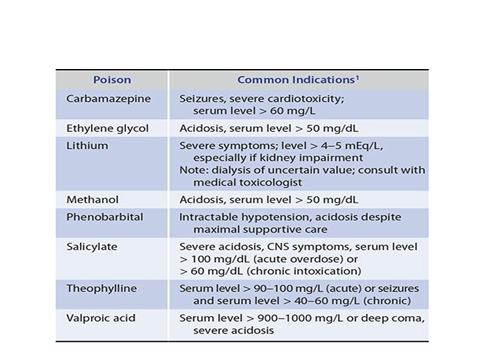 Poison Common Indications¹
Carbamazepine Seizures, severe cardiotoxicity;
serum level > 60 mg/L
Ethylene glycol Acidosis, serum level > 50 mg/dL
Lithium Severe symptoms; level > 4–5 mEq/L,
especially if kidney impairment
Note: dialysis of uncertain value; consult with
medical toxicologist
Methanol Acidosis, serum level > 50 mg/dL
Phenobarbital Intractable hypotension, acidosis despite
maximal supportive care
Salicylate Severe acidosis, CNS symptoms, serum level
> 100 mg/dL (acute overdose) or
> 60 mg/dL (chronic intoxication)
Theophylline Serum level > 90–100 mg/L (acute) or seizures
and serum level > 40–60 mg/L (chronic)
Valproic acid Serum level > 900–1000 mg/L or deep coma,
severe acidosis